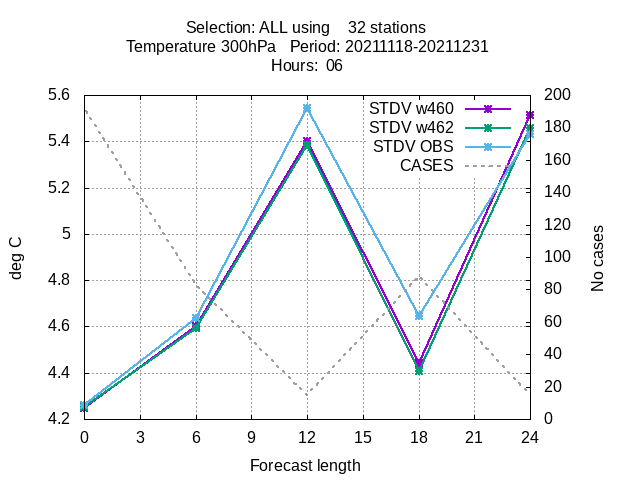 Selection: ALL using 32 stations
Temperature 300hPa Period: 20211118-20211231
Hours: 06
5.6
5.4
5.2
5
4.8
4.6
4.4
4.2
deg C
STDV w460
STDV w462
STDV OBS
CASES
200
180
160
140
120
100
80
60
40
20
0
No cases
0 3 6 9 12 15 18 21 24
Forecast length